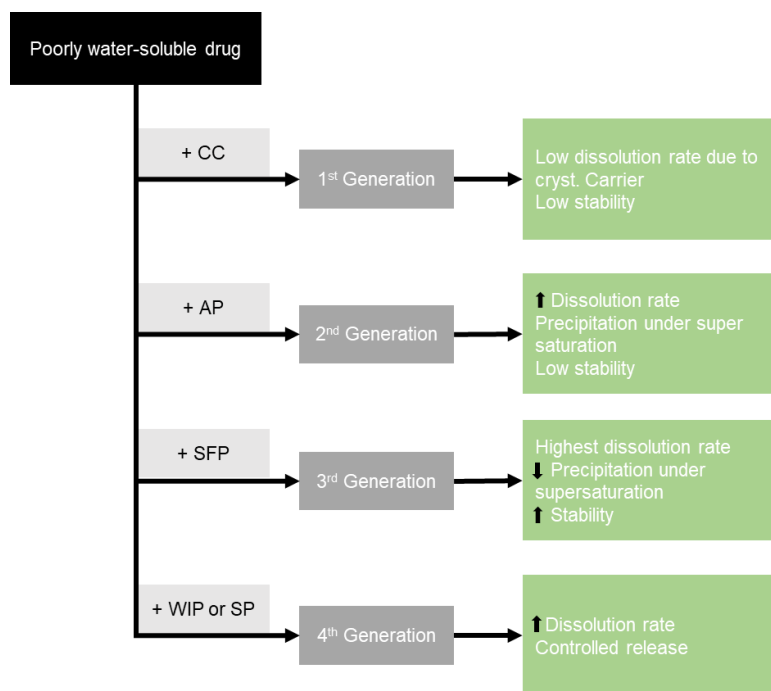 Poorly water-soluble drug
+ CC
1st Generation
Low dissolution rate due to
cryst. Carrier
Low stability
+ AP
2nd Generation
⬆ Dissolution rate
Precipitation under super
saturation
Low stability
+ SFP
3rd Generation
Highest dissolution rate
⬇ Precipitation under
supersaturation
⬆ Stability
+ WIP or SP
4th Generation
⬆Dissolution rate
Controlled release